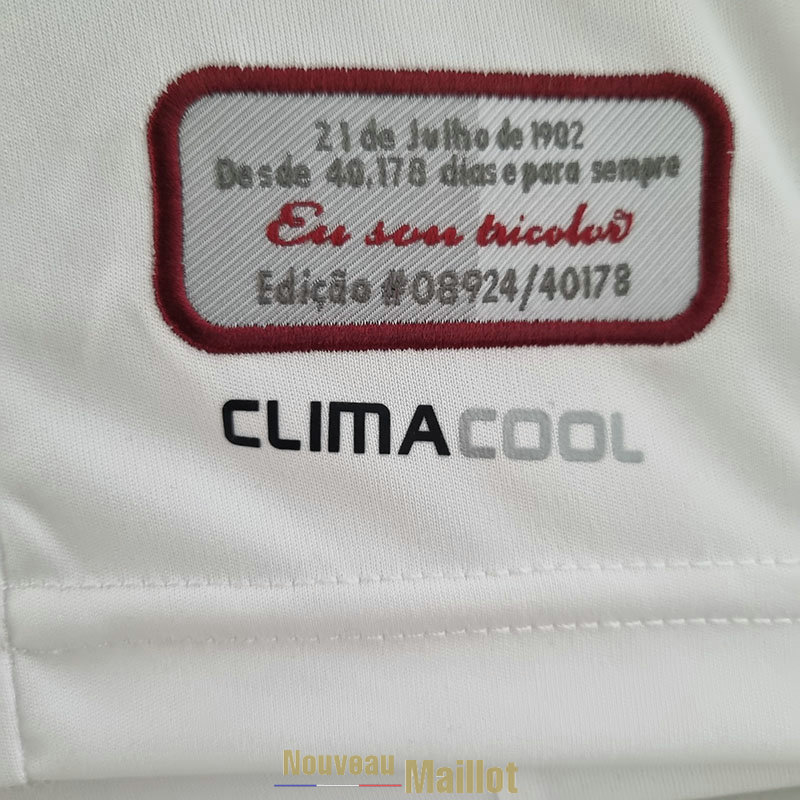 21 de Julho de 1902
Desde 40.178 dias e para sempre
Eu sou tricolor
Edição #08924/40178
CLIMACOOL
Nouveau Maillot